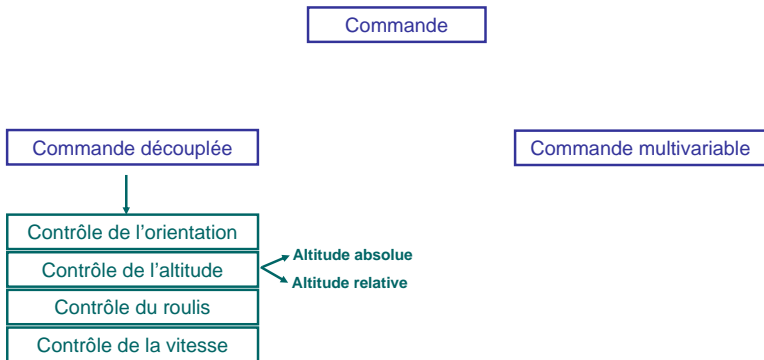 Commande
Commande découplée
Commande multivariable
Contrôle de l’orientation
Contrôle de l’altitude
Altitude absolue
Altitude relative
Contrôle du roulis
Contrôle de la vitesse